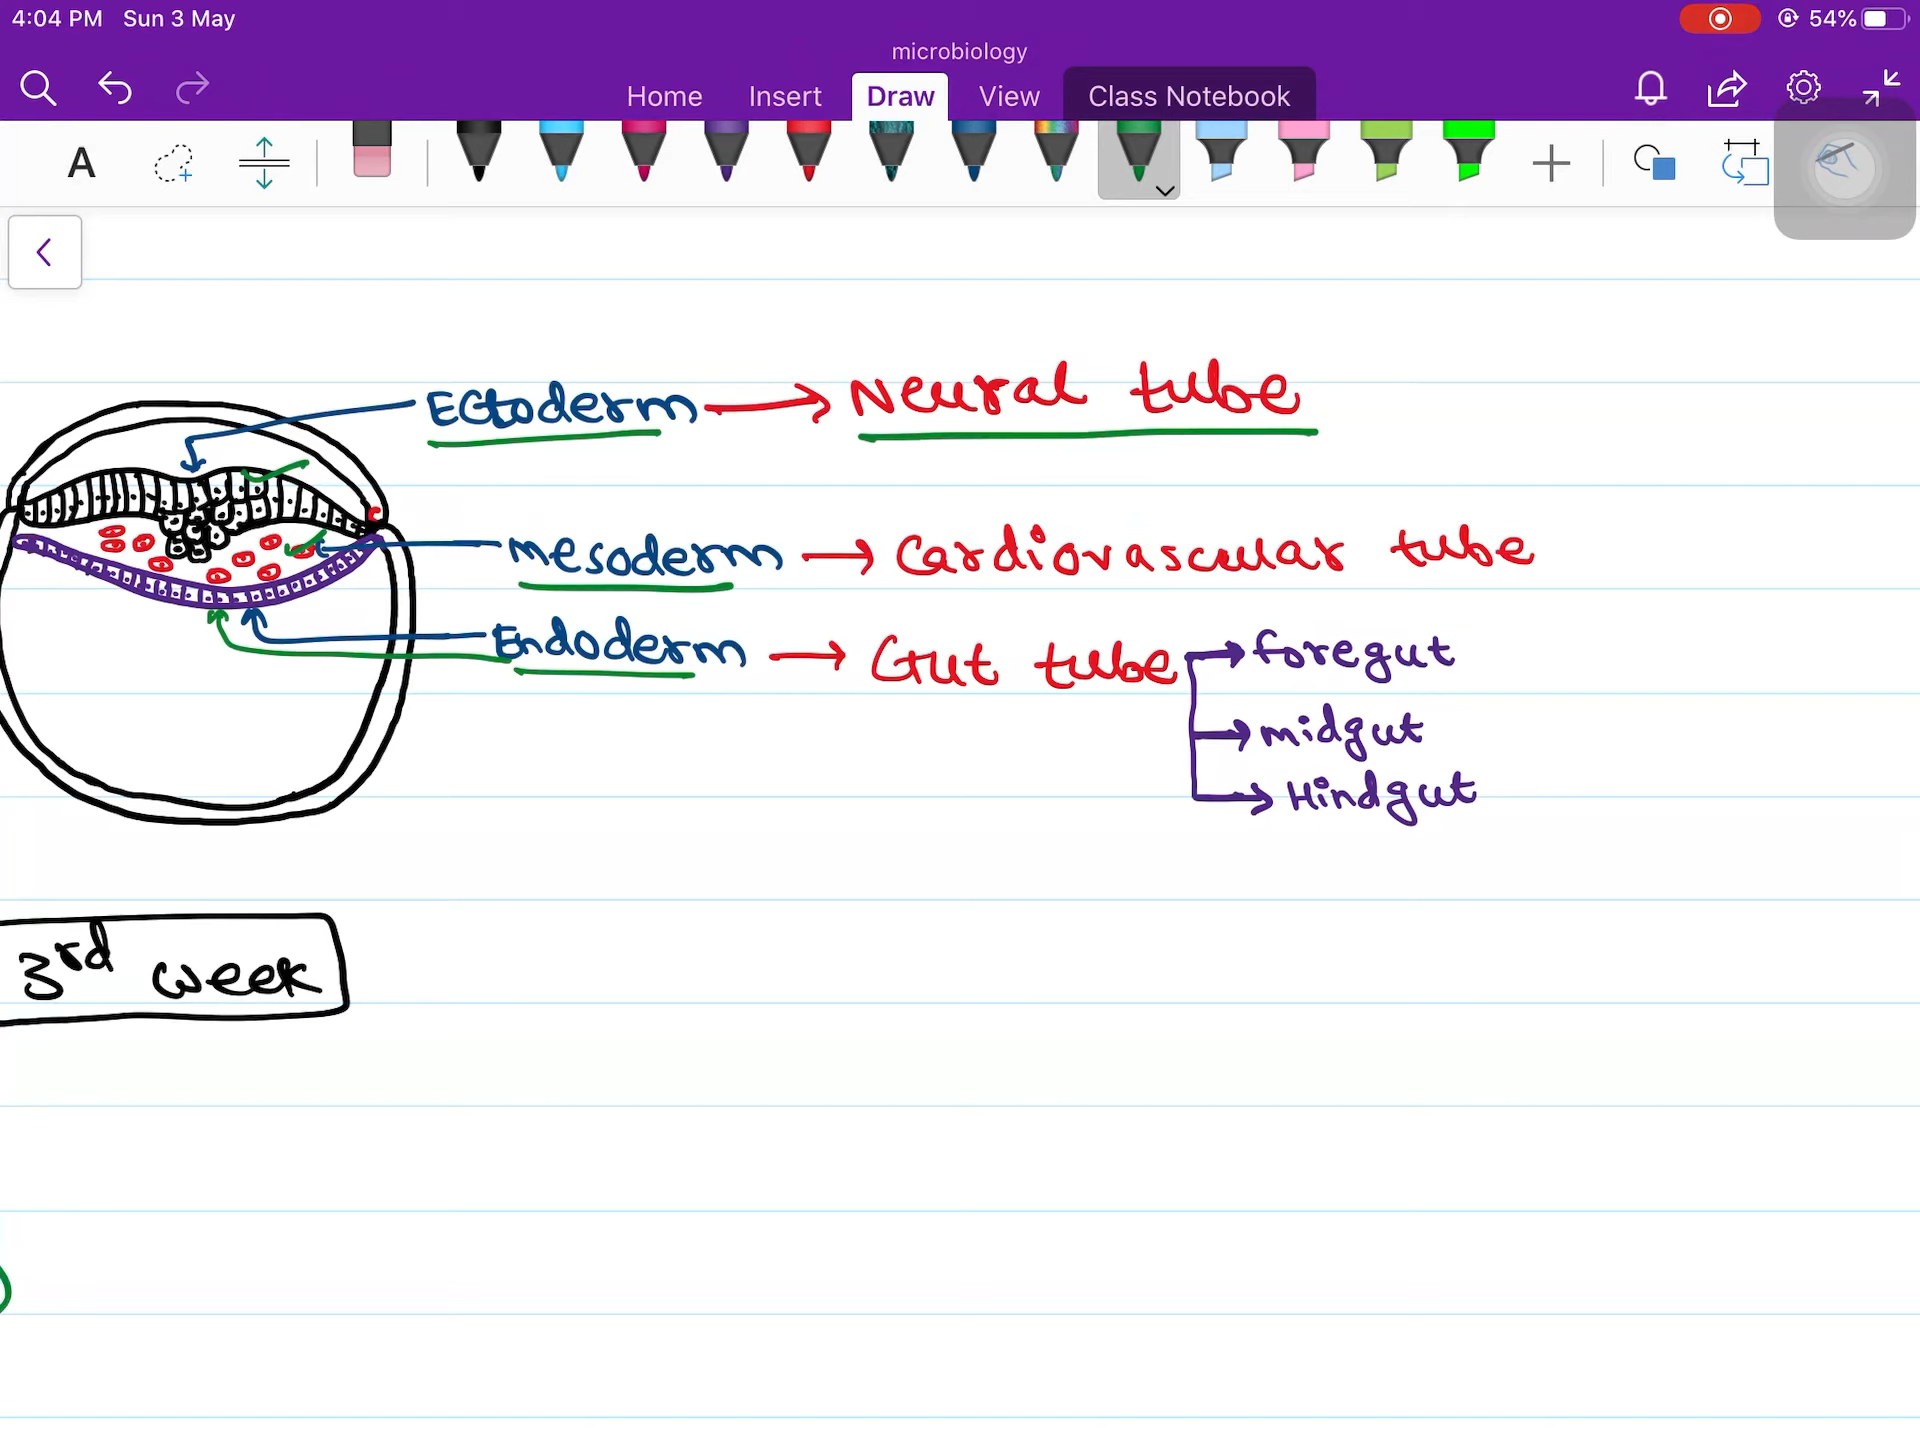 4:04 PM Sun 3 May 54%
microbiology
Home Insert Draw View Class Notebook
A
Ectoderm → Neural tube
mesoderm → Cardiovascular tube
Endoderm → Gut tube → foregut
→ midgut
→ Hindgut
3rd week